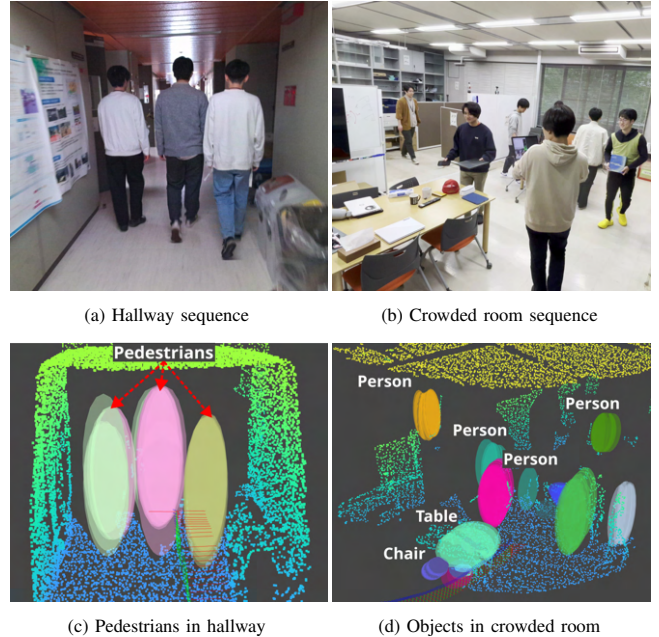 (a) Hallway sequence
(b) Crowded room sequence
Pedestrians
Person
Person
Person
Person
Table
Chair
(c) Pedestrians in hallway
(d) Objects in crowded room